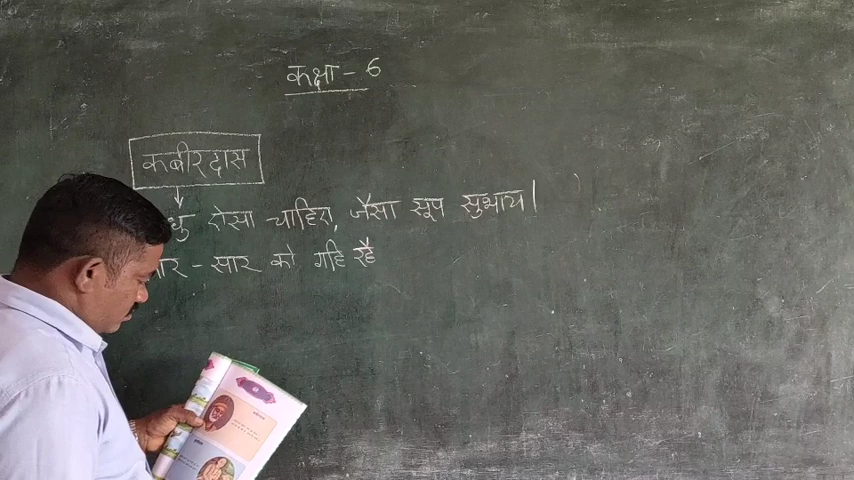 कक्षा - 6
कबीरदास
धु ऐसा चाहिए, जैसा सूप सुभाय।
ार - सार को गहि रहै